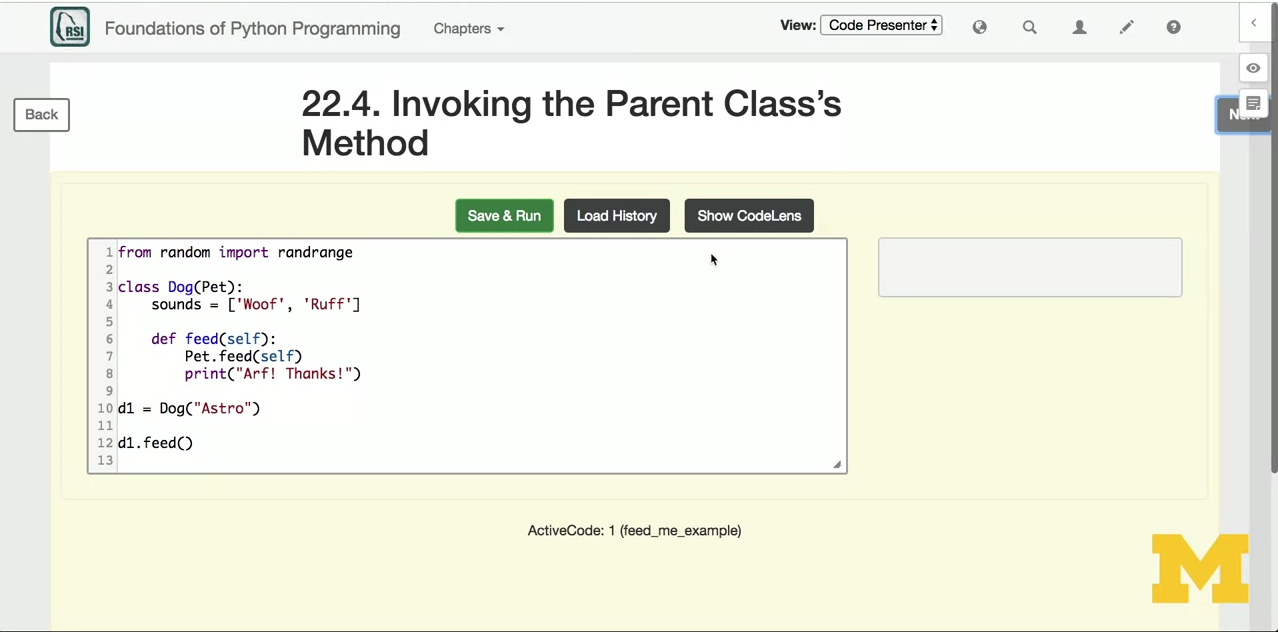 RSI Foundations of Python Programming Chapters View: Code Presenter
Back
22.4. Invoking the Parent Class's
Method
Save & Run Load History Show CodeLens
1 from random import randrange
2
3 class Dog(Pet):
4 sounds = ['Woof', 'Ruff']
5
6 def feed(self):
7 Pet.feed(self)
8 print("Arf! Thanks!")
9
10 d1 = Dog("Astro")
11
12 d1.feed()
13
ActiveCode: 1 (feed_me_example)
M